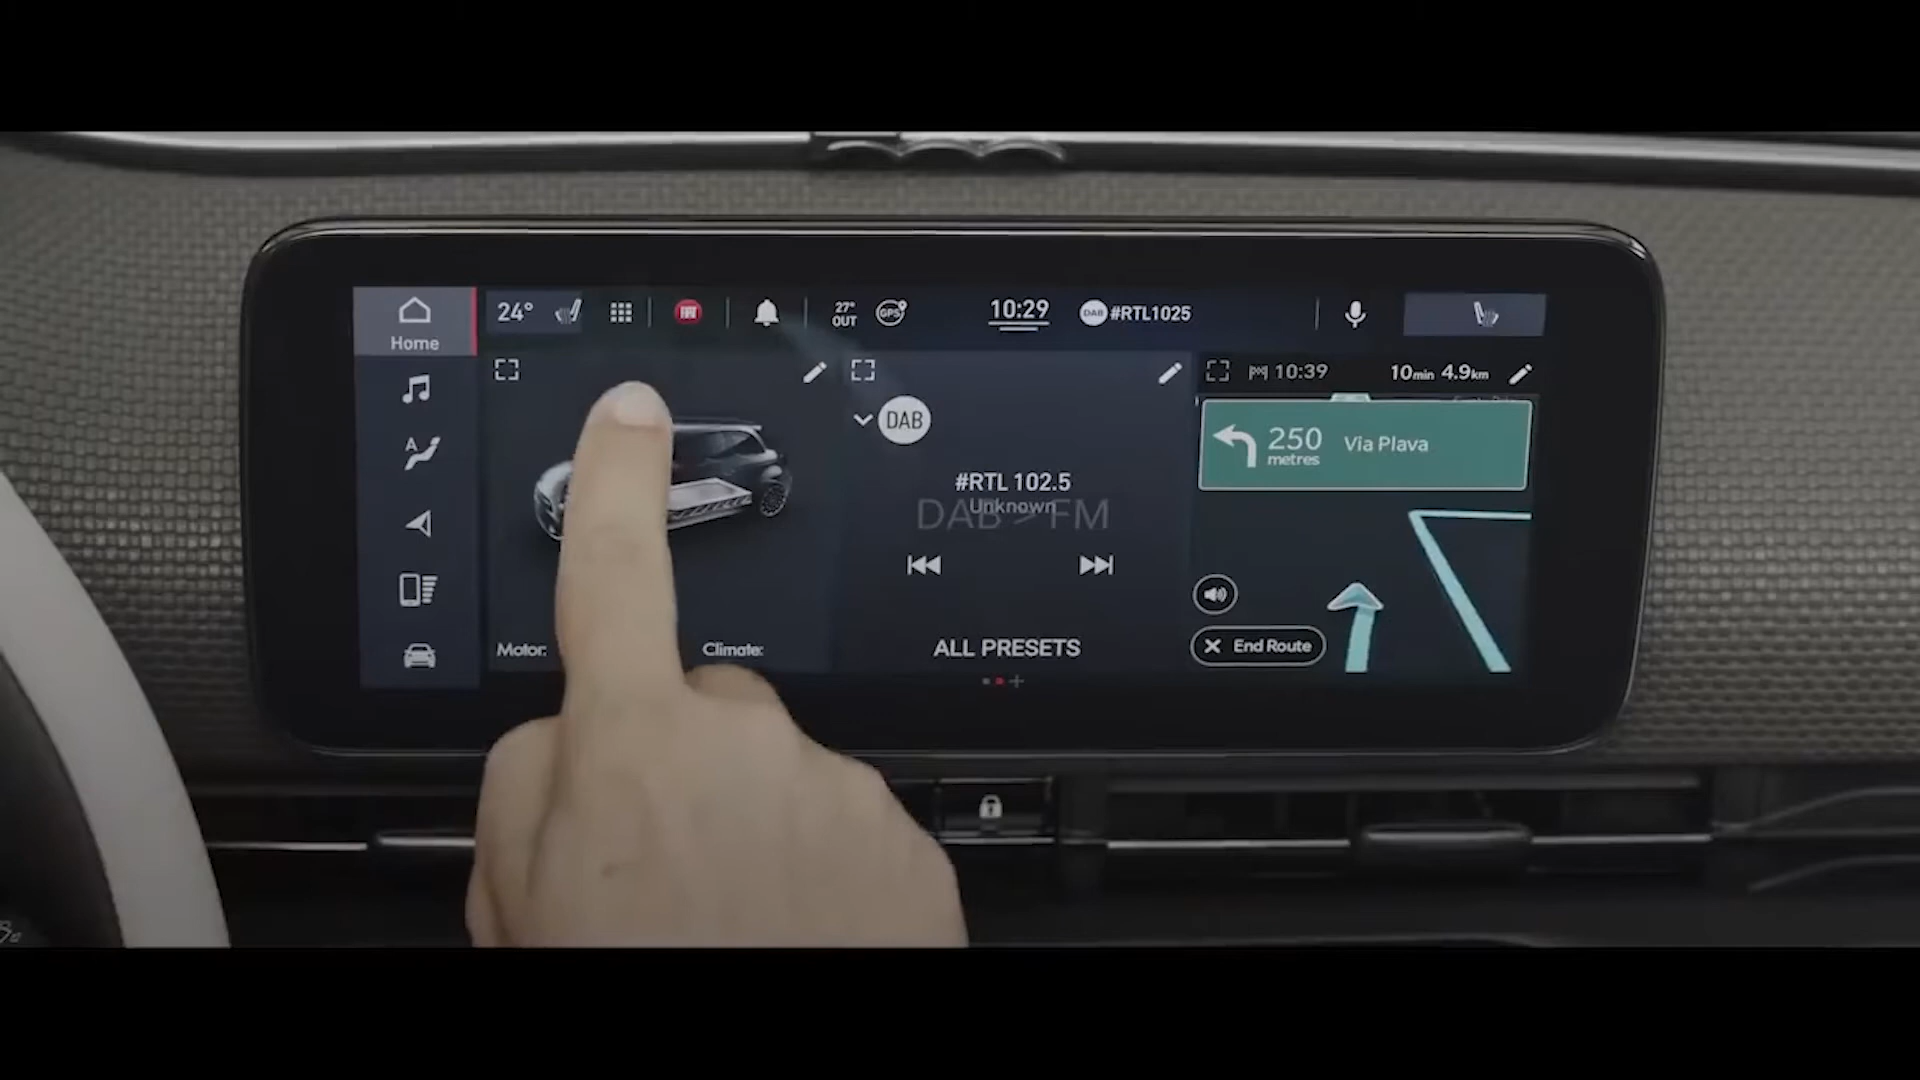 Home
24°
27°
OUT
GPS
10:29
DAB #RTL1025
10:39
10min 4.9km
DAB
250
metres
Via Plava
#RTL 102.5
Unknown
DAB > FM
A
Motor:
Climate:
ALL PRESETS
End Route